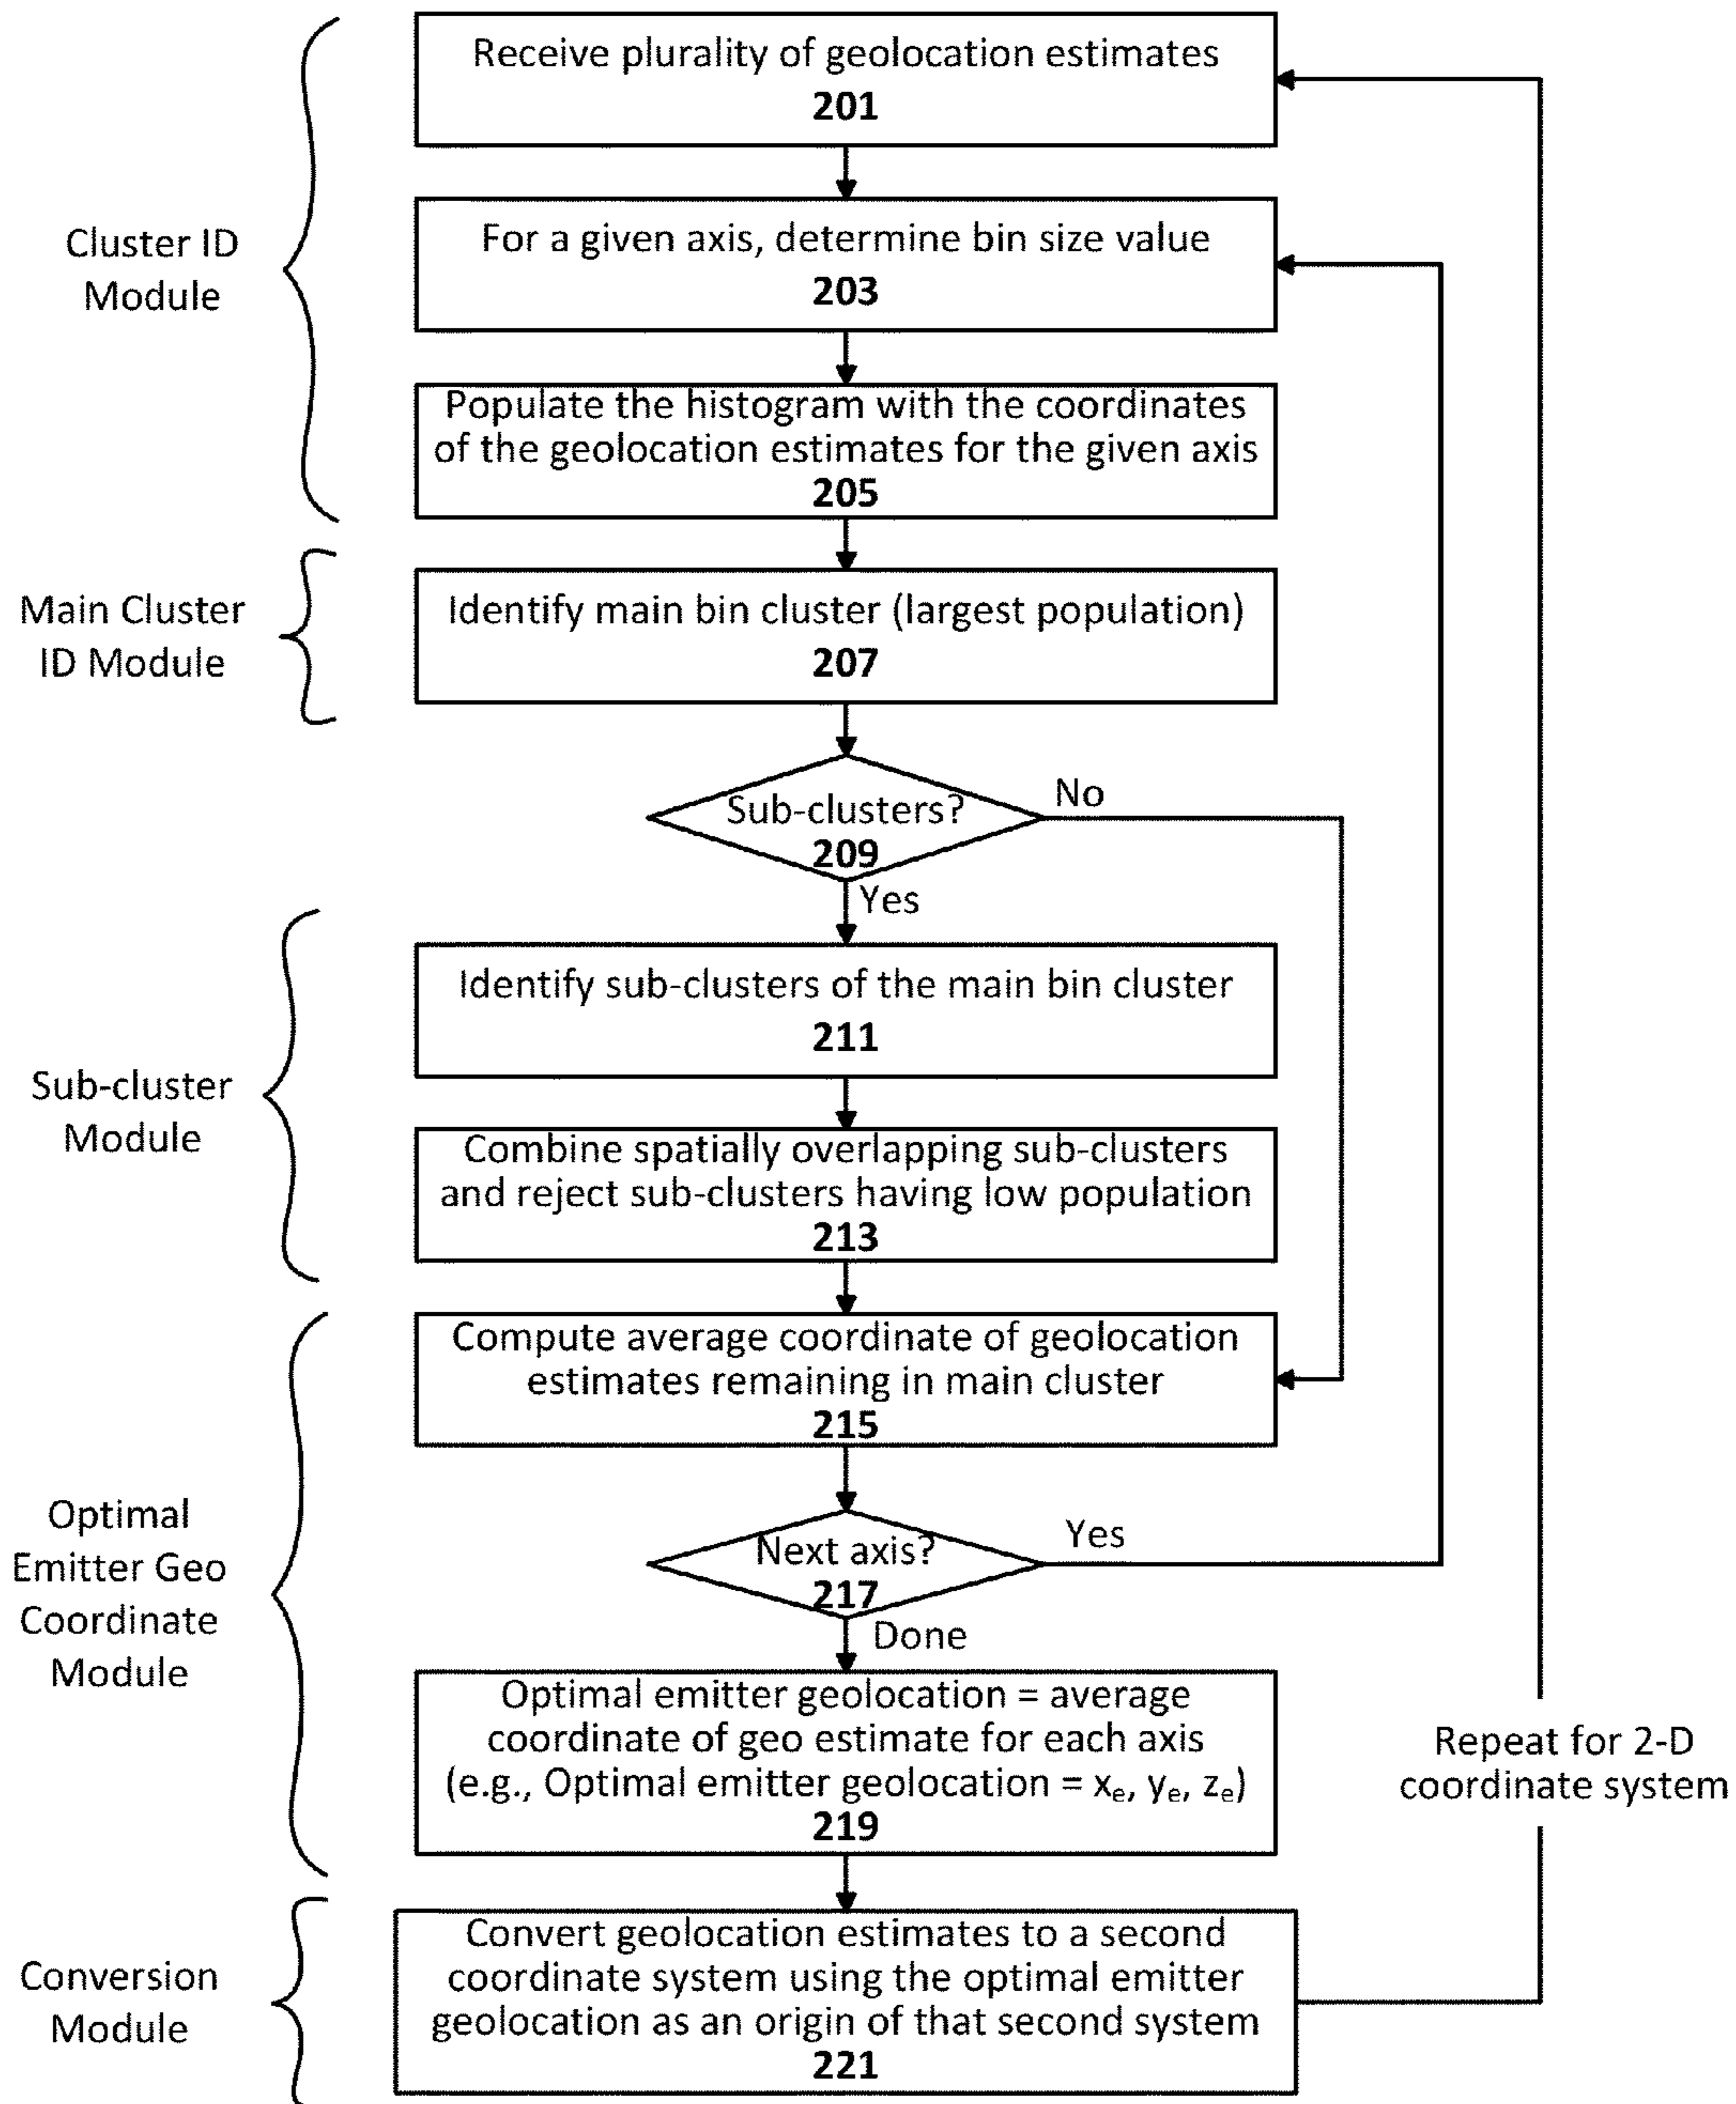 Receive plurality of geolocation estimates
201
For a given axis, determine bin size value
203
Cluster ID
Module
Populate the histogram with the coordinates
of the geolocation estimates for the given axis
205
Main Cluster
ID Module
Identify main bin cluster (largest population)
207
Sub-clusters?
209
No
Yes
Identify sub-clusters of the main bin cluster
211
Sub-cluster
Module
Combine spatially overlapping sub-clusters
and reject sub-clusters having low population
213
Compute average coordinate of geolocation
estimates remaining in main cluster
215
Optimal
Emitter Geo
Coordinate
Module
Next axis?
217
Yes
Done
Optimal emitter geolocation = average
coordinate of geo estimate for each axis
(e.g., Optimal emitter geolocation = xₑ, yₑ, zₑ)
219
Repeat for 2-D
coordinate system
Conversion
Module
Convert geolocation estimates to a second
coordinate system using the optimal emitter
geolocation as an origin of that second system
221